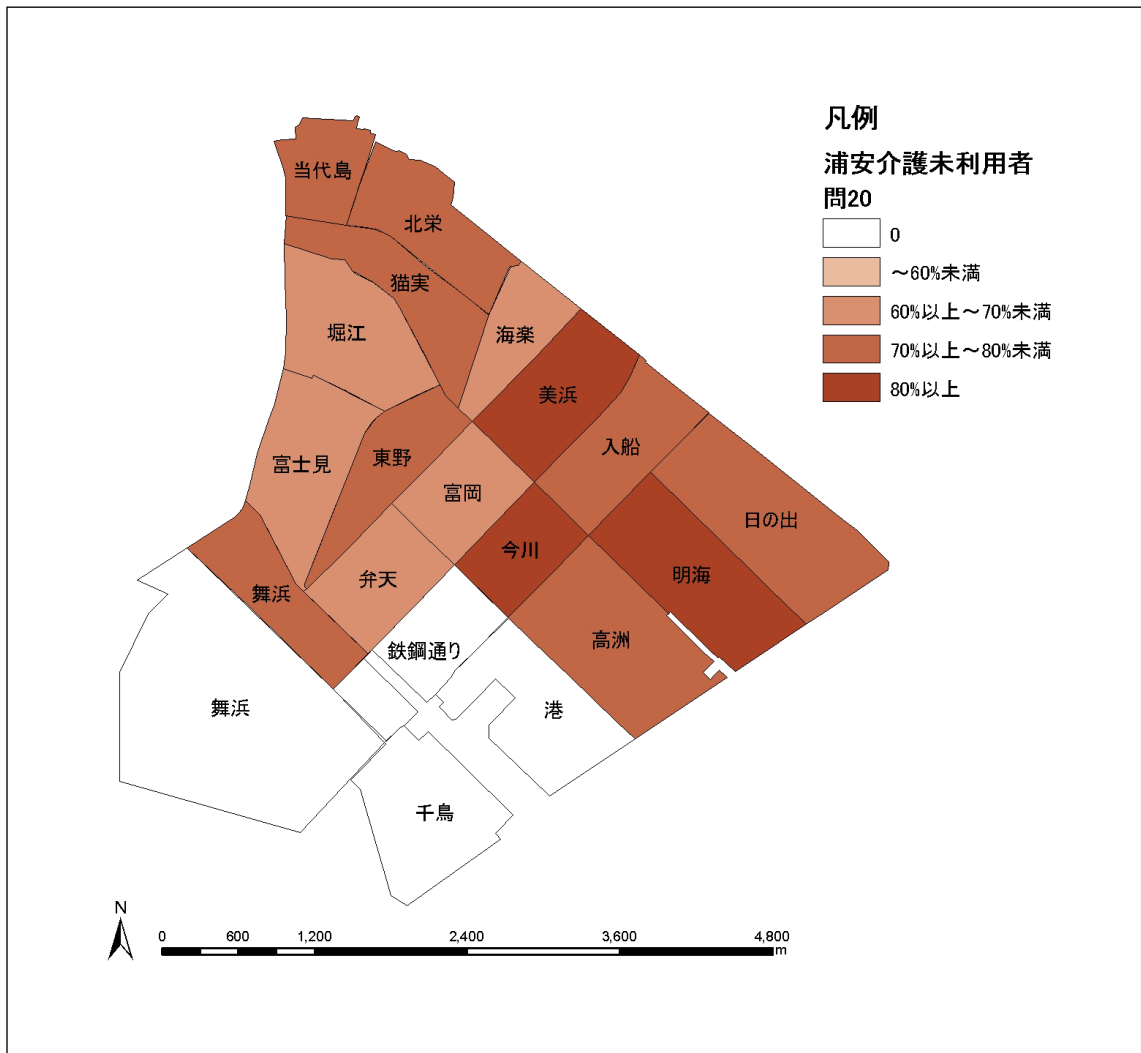 凡例
浦安介護未利用者
問20
0
～60%未満
60%以上～70%未満
70%以上～80%未満
80%以上
当代島
北栄
猫実
堀江
海楽
美浜
入船
東野
富士見
富岡
日の出
今川
明海
弁天
舞浜
高洲
鉄鋼通り
舞浜
港
千鳥
N
0 600 1,200 2,400 3,600 4,800
m